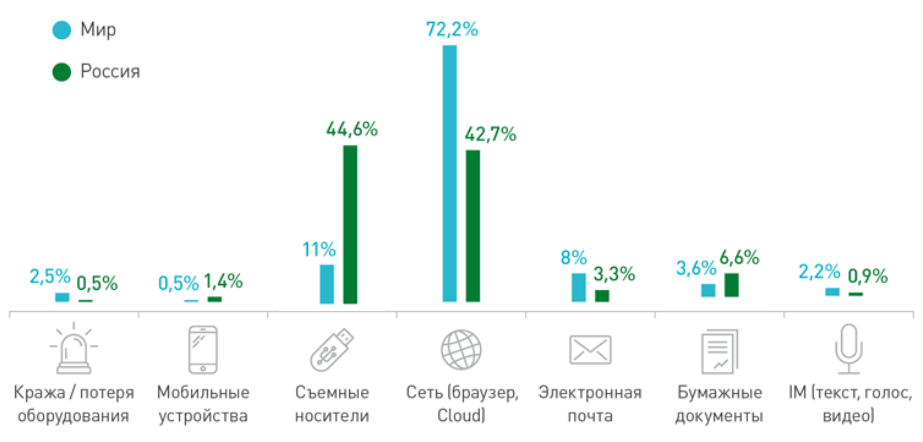 Мир
Россия
72,2%
42,7%
44,6%
11%
2,5%
0,5%
0,5%
1,4%
8%
3,3%
3,6%
6,6%
2,2%
0,9%
Кража / потеря
оборудования
Мобильные
устройства
Съемные
носители
Сеть (браузер,
Cloud)
Электронная
почта
Бумажные
документы
IM (текст, голос,
видео)